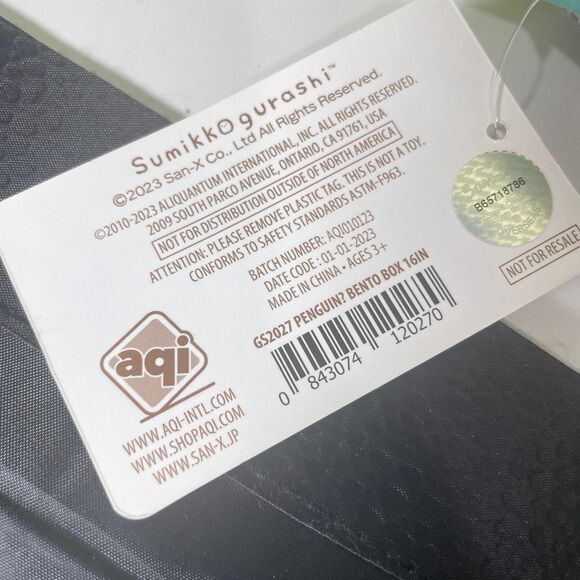 Sumikkogurashi™
©2023 San-X Co., Ltd All Rights Reserved.
©2010-2023 ALIQUANTUM INTERNATIONAL, INC. ALL RIGHTS RESERVED.
2009 SOUTH PARCO AVENUE, ONTARIO, CA 91761, USA
NOT FOR DISTRIBUTION OUTSIDE OF NORTH AMERICA
ATTENTION: PLEASE REMOVE PLASTIC TAG. THIS IS NOT A TOY.
CONFORMS TO SAFETY STANDARDS ASTM-F963.
BATCH NUMBER: AQI010123
DATE CODE : 01-01-2023
MADE IN CHINA • AGES 3+
GS2027 PENGUIN? BENTO BOX 16IN
0 843074 120270
aqi
WWW.AQI-INTL.COM
WWW.SHOPAQI.COM
WWW.SAN-X.JP
B65718786
NOT FOR RESALE